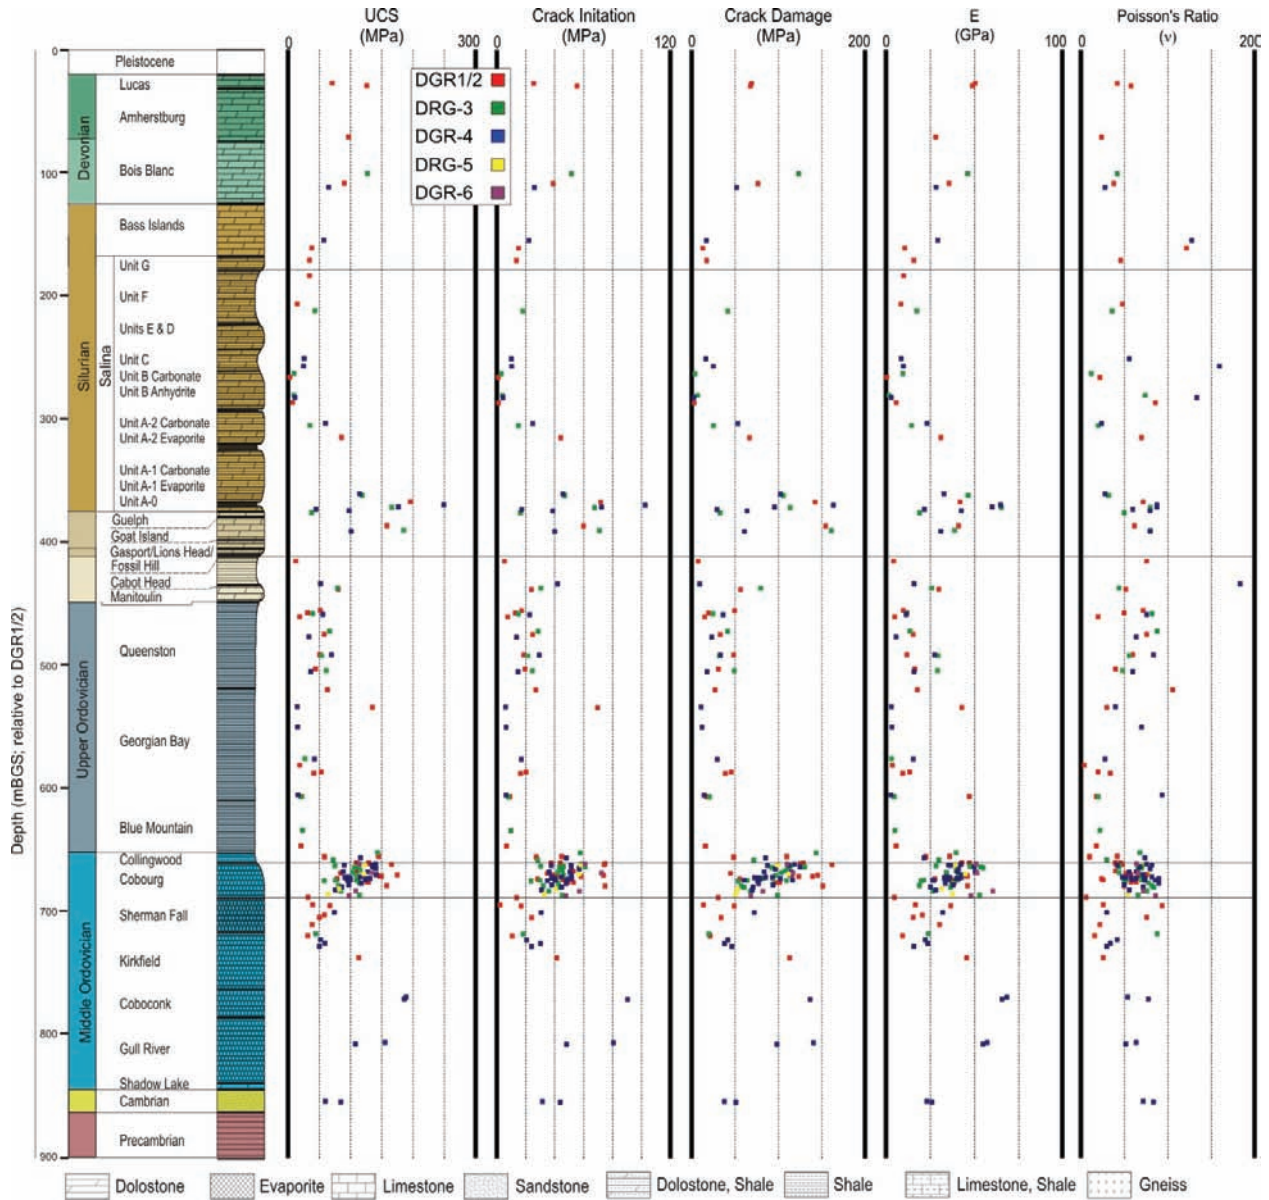 UCS
(MPa)
Crack Initation
(MPa)
Crack Damage
(MPa)
E
(GPa)
Poisson's Ratio
(v)
0 300 0 120 0 200 0 100 0 200
Depth (mBGS; relative to DGR1/2)
0
100
200
300
400
500
600
700
800
900
Devonian
Silurian
Salina
Upper Ordovician
Middle Ordovician
Pleistocene
Lucas
Amherstburg
Bois Blanc
Bass Islands
Unit G
Unit F
Units E & D
Unit C
Unit B Carbonate
Unit B Anhydrite
Unit A-2 Carbonate
Unit A-2 Evaporite
Unit A-1 Carbonate
Unit A-1 Evaporite
Unit A-0
Guelph
Goat Island
Gasport/Lions Head/
Fossil Hill
Cabot Head
Manitoulin
Queenston
Georgian Bay
Blue Mountain
Collingwood
Cobourg
Sherman Fall
Kirkfield
Coboconk
Gull River
Shadow Lake
Cambrian
Precambrian
DGR1/2
DRG-3
DGR-4
DRG-5
DGR-6
Dolostone Evaporite Limestone Sandstone Dolostone, Shale Shale Limestone, Shale Gneiss